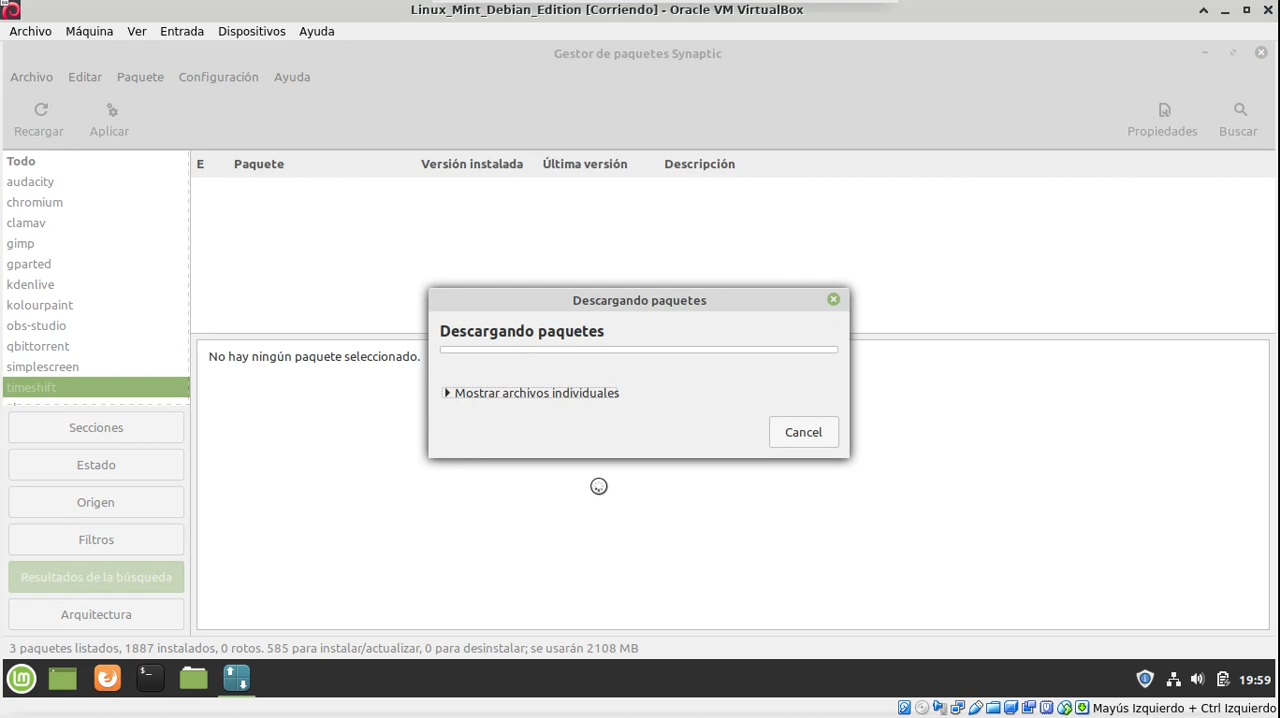 Linux_Mint_Debian_Edition [Corriendo] - Oracle VM VirtualBox
Archivo Máquina Ver Entrada Dispositivos Ayuda
Gestor de paquetes Synaptic
Archivo Editar Paquete Configuración Ayuda
Recargar Aplicar Propiedades Buscar
Todo
audacity
chromium
clamav
gimp
gparted
kdenlive
kolourpaint
obs-studio
qbittorrent
simplescreen
timeshift
Secciones
Estado
Origen
Filtros
Resultados de la búsqueda
Arquitectura
E Paquete Versión instalada Última versión Descripción
No hay ningún paquete seleccionado.
Descargando paquetes
Descargando paquetes
Mostrar archivos individuales
Cancel
3 paquetes listados, 1887 instalados, 0 rotos. 585 para instalar/actualizar, 0 para desinstalar; se usarán 2108 MB
19:59
Mayús Izquierdo + Ctrl Izquierdo